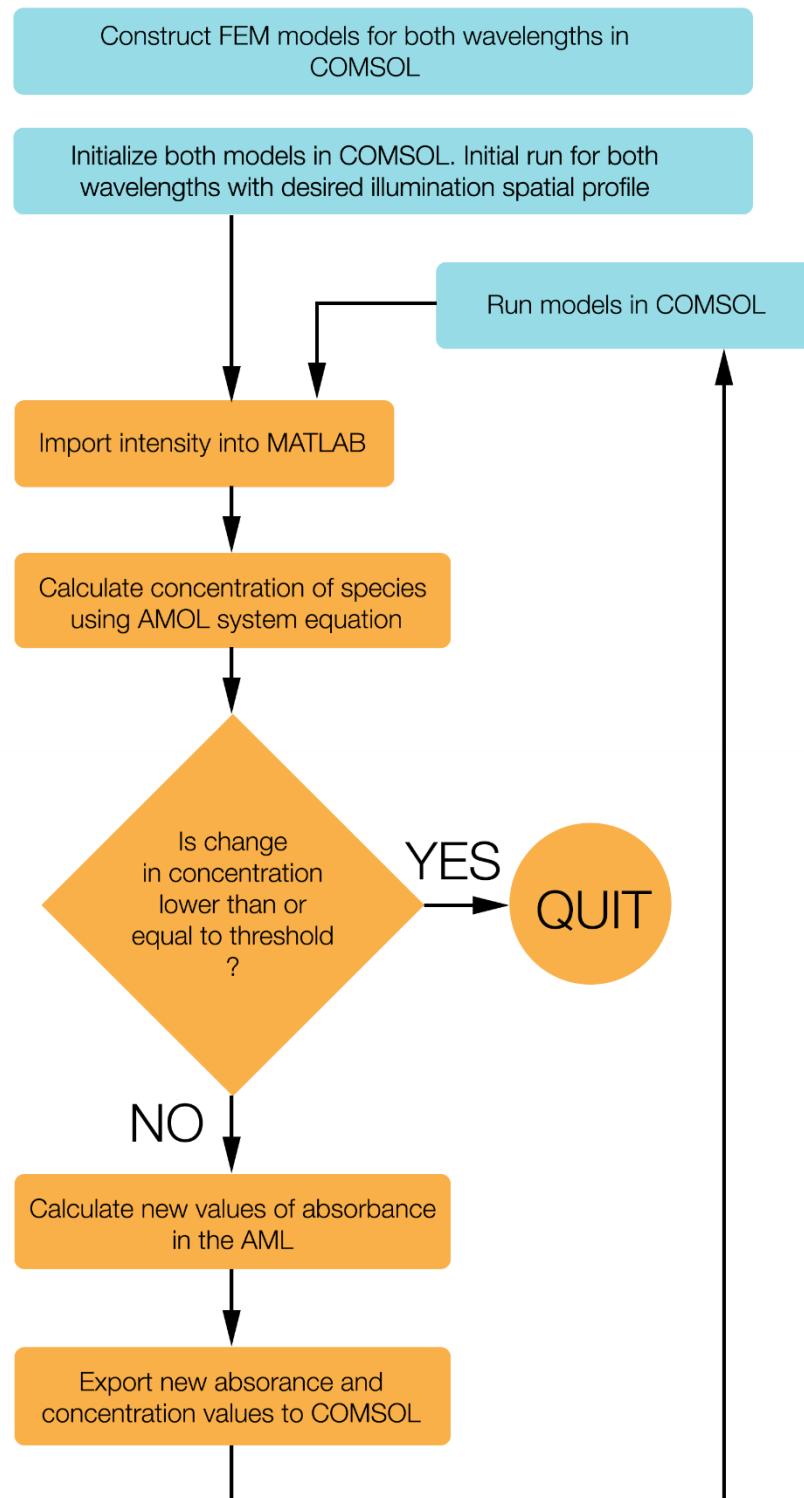 Construct FEM models for both wavelengths in
COMSOL
Initialize both models in COMSOL. Initial run for both
wavelengths with desired illumination spatial profile
Run models in COMSOL
Import intensity into MATLAB
Calculate concentration of species
using AMOL system equation
Is change
in concentration
lower than or
equal to threshold
?
YES
QUIT
NO
Calculate new values of absorbance
in the AML
Export new absorance and
concentration values to COMSOL